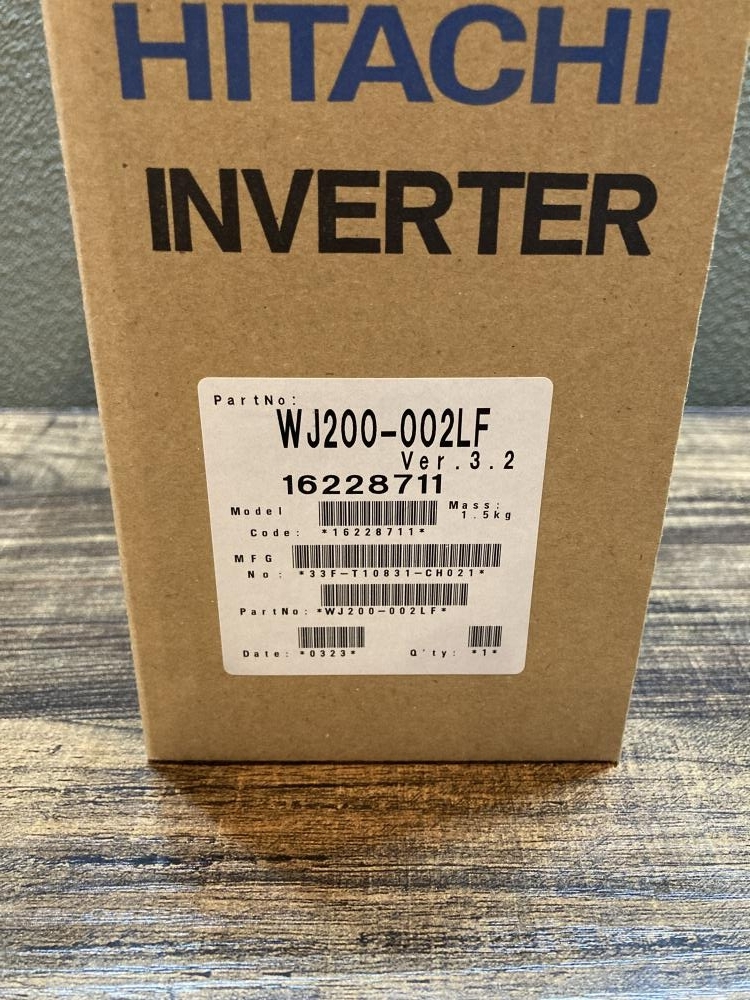 HITACHI
INVERTER
PartNo:
WJ200-002LF
Ver.3.2
16228711
Model Mass:
1.5kg
Code: *16228711*
MFG
No: *33F-T10831-CH021*
PartNo: *WJ200-002LF*
Date: *0323* Q'ty: *1*